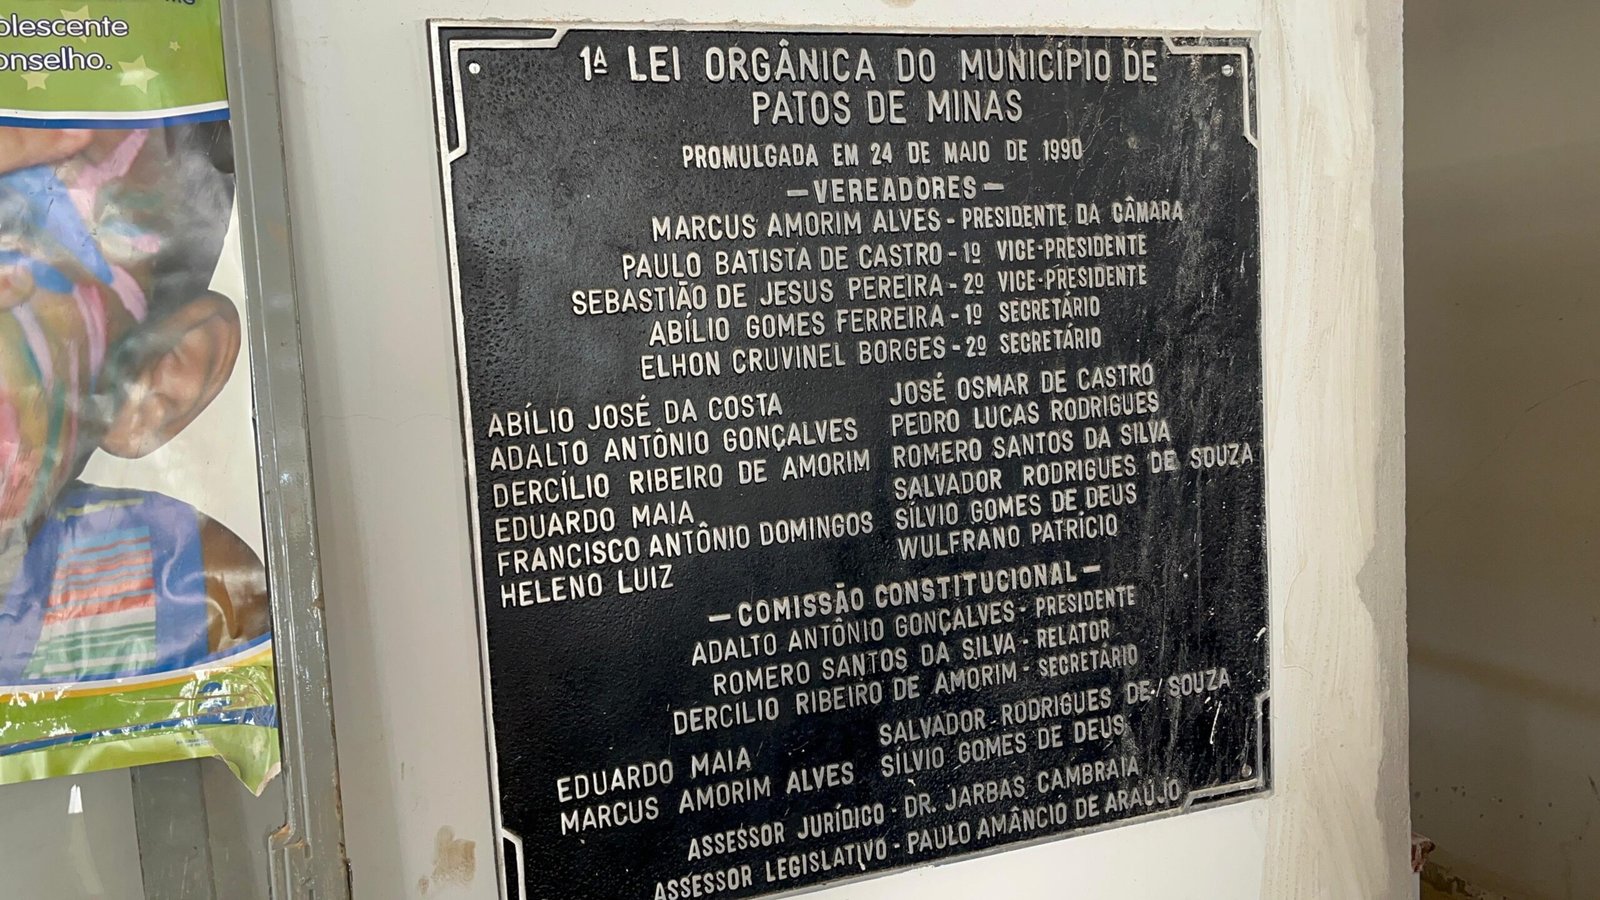 olescente
onselho.
1ª LEI ORGÂNICA DO MUNICÍPIO DE
PATOS DE MINAS
PROMULGADA EM 24 DE MAIO DE 1990
— VEREADORES —
MARCUS AMORIM ALVES - PRESIDENTE DA CÂMARA
PAULO BATISTA DE CASTRO - 1º VICE-PRESIDENTE
SEBASTIÃO DE JESUS PEREIRA - 2º VICE-PRESIDENTE
ABÍLIO GOMES FERREIRA - 1º SECRETÁRIO
ELHON CRUVINEL BORGES - 2º SECRETÁRIO
ABÍLIO JOSÉ DA COSTA
ADALTO ANTÔNIO GONÇALVES
DERCÍLIO RIBEIRO DE AMORIM
EDUARDO MAIA
FRANCISCO ANTÔNIO DOMINGOS
HELENO LUIZ
JOSÉ OSMAR DE CASTRO
PEDRO LUCAS RODRIGUES
ROMERO SANTOS DA SILVA
SALVADOR RODRIGUES DE SOUZA
SÍLVIO GOMES DE DEUS
WULFRANO PATRÍCIO
— COMISSÃO CONSTITUCIONAL —
ADALTO ANTÔNIO GONÇALVES - PRESIDENTE
ROMERO SANTOS DA SILVA - RELATOR
DERCÍLIO RIBEIRO DE AMORIM - SECRETÁRIO
EDUARDO MAIA
MARCUS AMORIM ALVES
SALVADOR RODRIGUES DE SOUZA
SÍLVIO GOMES DE DEUS
ASSESSOR JURÍDICO - DR. JARBAS CAMBRAIA
ASSESSOR LEGISLATIVO - PAULO AMÂNCIO DE ARAÚJO